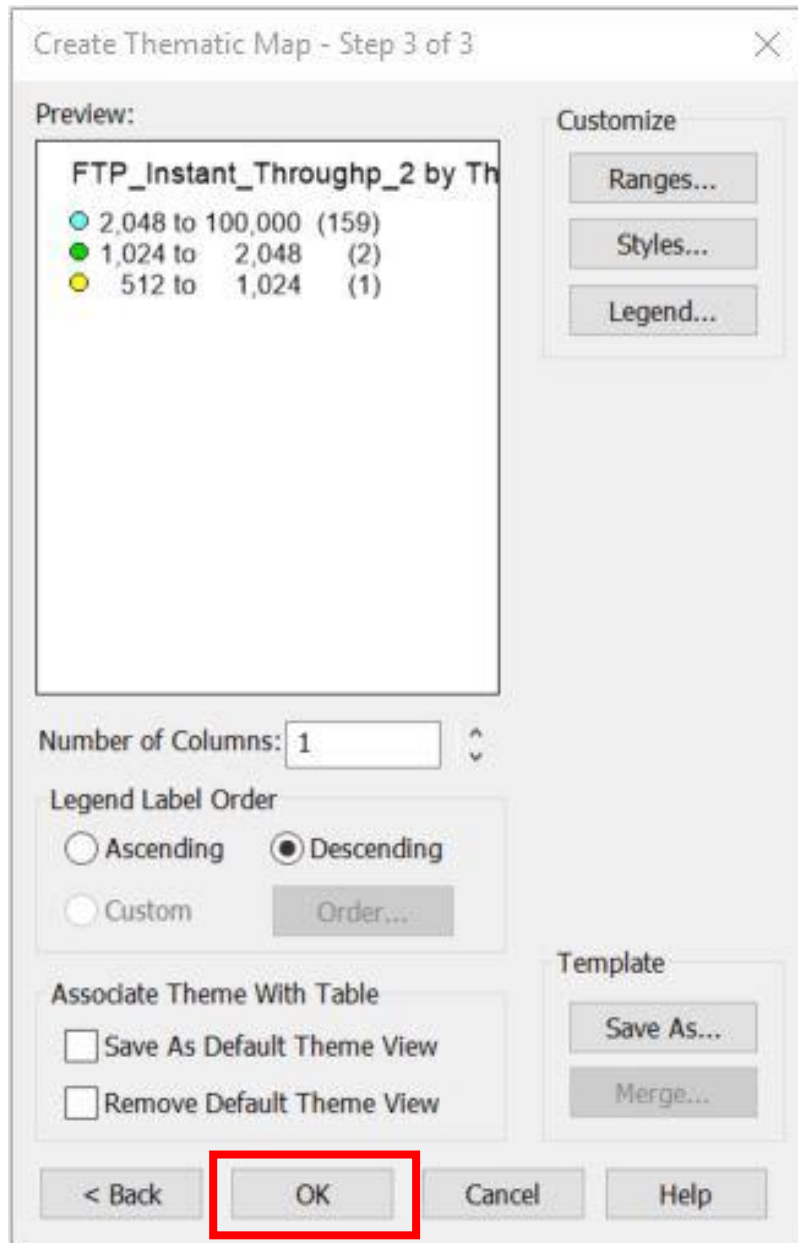 Create Thematic Map - Step 3 of 3
Preview:
FTP_Instant_Throughp_2 by Th
2,048 to 100,000 (159)
1,024 to 2,048 (2)
512 to 1,024 (1)
Customize
Ranges...
Styles...
Legend...
Number of Columns: 1
Legend Label Order
Ascending Descending
Custom Order...
Associate Theme With Table
Save As Default Theme View
Remove Default Theme View
Template
Save As...
Merge...
< Back OK Cancel Help